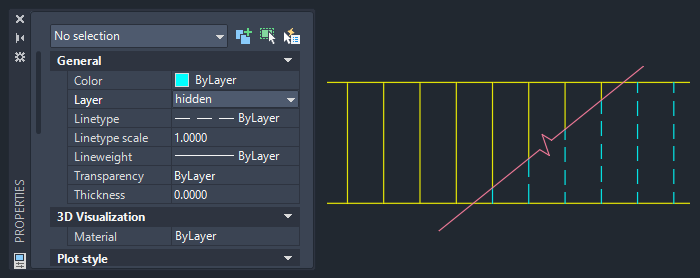 No selection
General
Color ByLayer
Layer hidden
Linetype ByLayer
Linetype scale 1.0000
Lineweight ByLayer
Transparency ByLayer
Thickness 0.0000
3D Visualization
Material ByLayer
Plot style
PROPERTIES